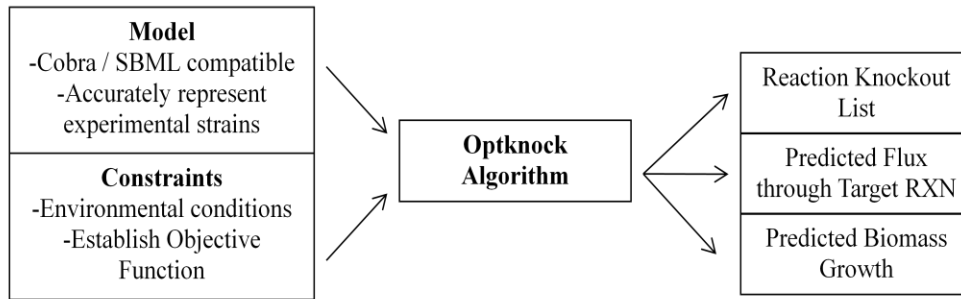 Model
-Cobra / SBML compatible
-Accurately represent
experimental strains
Constraints
-Environmental conditions
-Establish Objective
Function
Optknock
Algorithm
Reaction Knockout
List
Predicted Flux
through Target RXN
Predicted Biomass
Growth